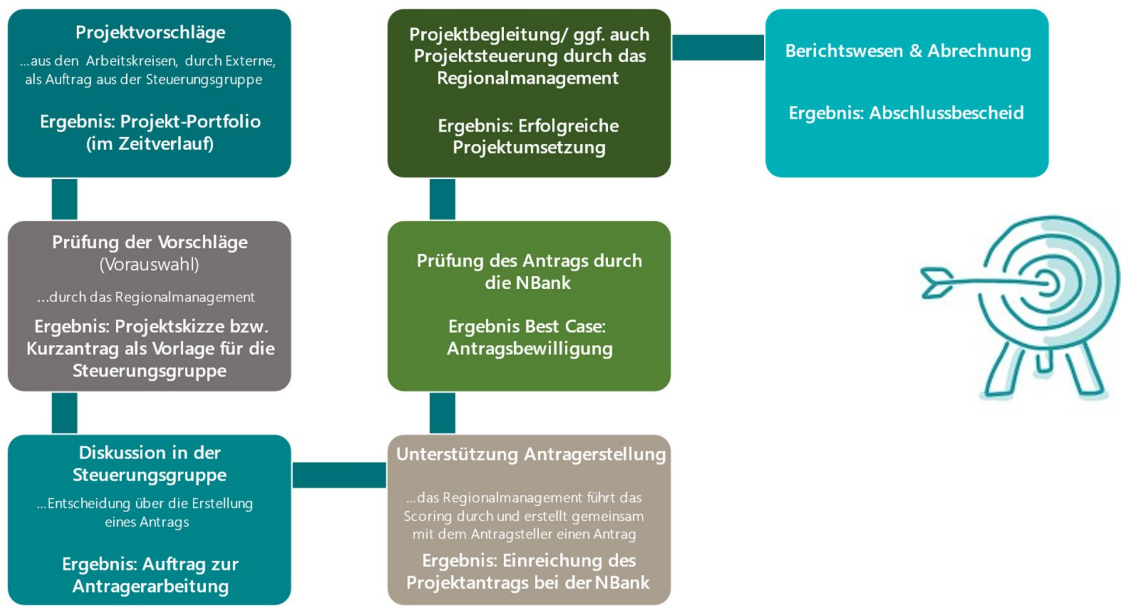 Projektvorschläge
...aus den Arbeitskreisen, durch Externe,
als Auftrag aus der Steuerungsgruppe
Ergebnis: Projekt-Portfolio
(im Zeitverlauf)
Prüfung der Vorschläge
(Vorauswahl)
...durch das Regionalmanagement
Ergebnis: Projektskizze bzw.
Kurzantrag als Vorlage für die
Steuerungsgruppe
Diskussion in der
Steuerungsgruppe
...Entscheidung über die Erstellung
eines Antrags
Ergebnis: Auftrag zur
Antragerarbeitung
Unterstützung Antragerstellung
...das Regionalmanagement führt das
Scoring durch und erstellt gemeinsam
mit dem Antragsteller einen Antrag
Ergebnis: Einreichung des
Projektantrags bei der NBank
Prüfung des Antrags durch
die NBank
Ergebnis Best Case:
Antragsbewilligung
Projektbegleitung/ ggf. auch
Projektsteuerung durch das
Regionalmanagement
Ergebnis: Erfolgreiche
Projektumsetzung
Berichtswesen & Abrechnung
Ergebnis: Abschlussbescheid